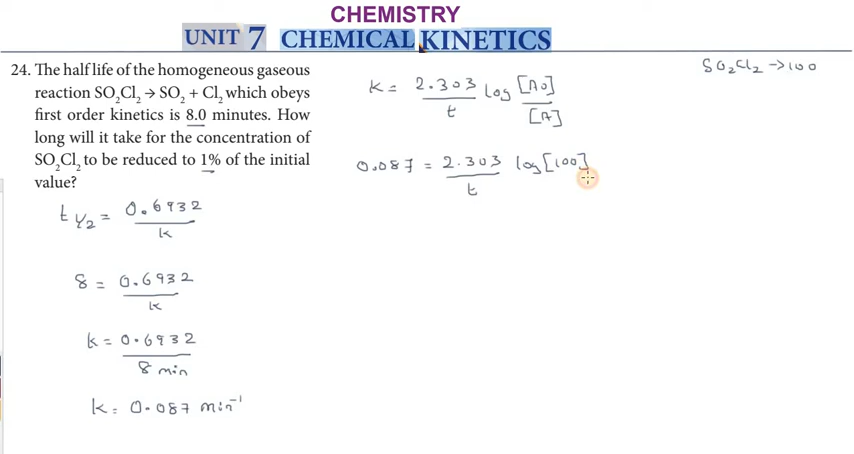 CHEMISTRY
UNIT 7 CHEMICAL KINETICS
24. The half life of the homogeneous gaseous
reaction SO₂Cl₂ → SO₂ + Cl₂ which obeys
first order kinetics is 8.0 minutes. How
long will it take for the concentration of
SO₂Cl₂ to be reduced to 1% of the initial
value?
t 1/2 = 0.6932 / k
8 = 0.6932 / k
k = 0.6932 / 8 min
k = 0.087 min⁻¹
k = 2.303 / t log [A0] / [A]
0.087 = 2.303 / t log [100]
SO₂Cl₂ → 100